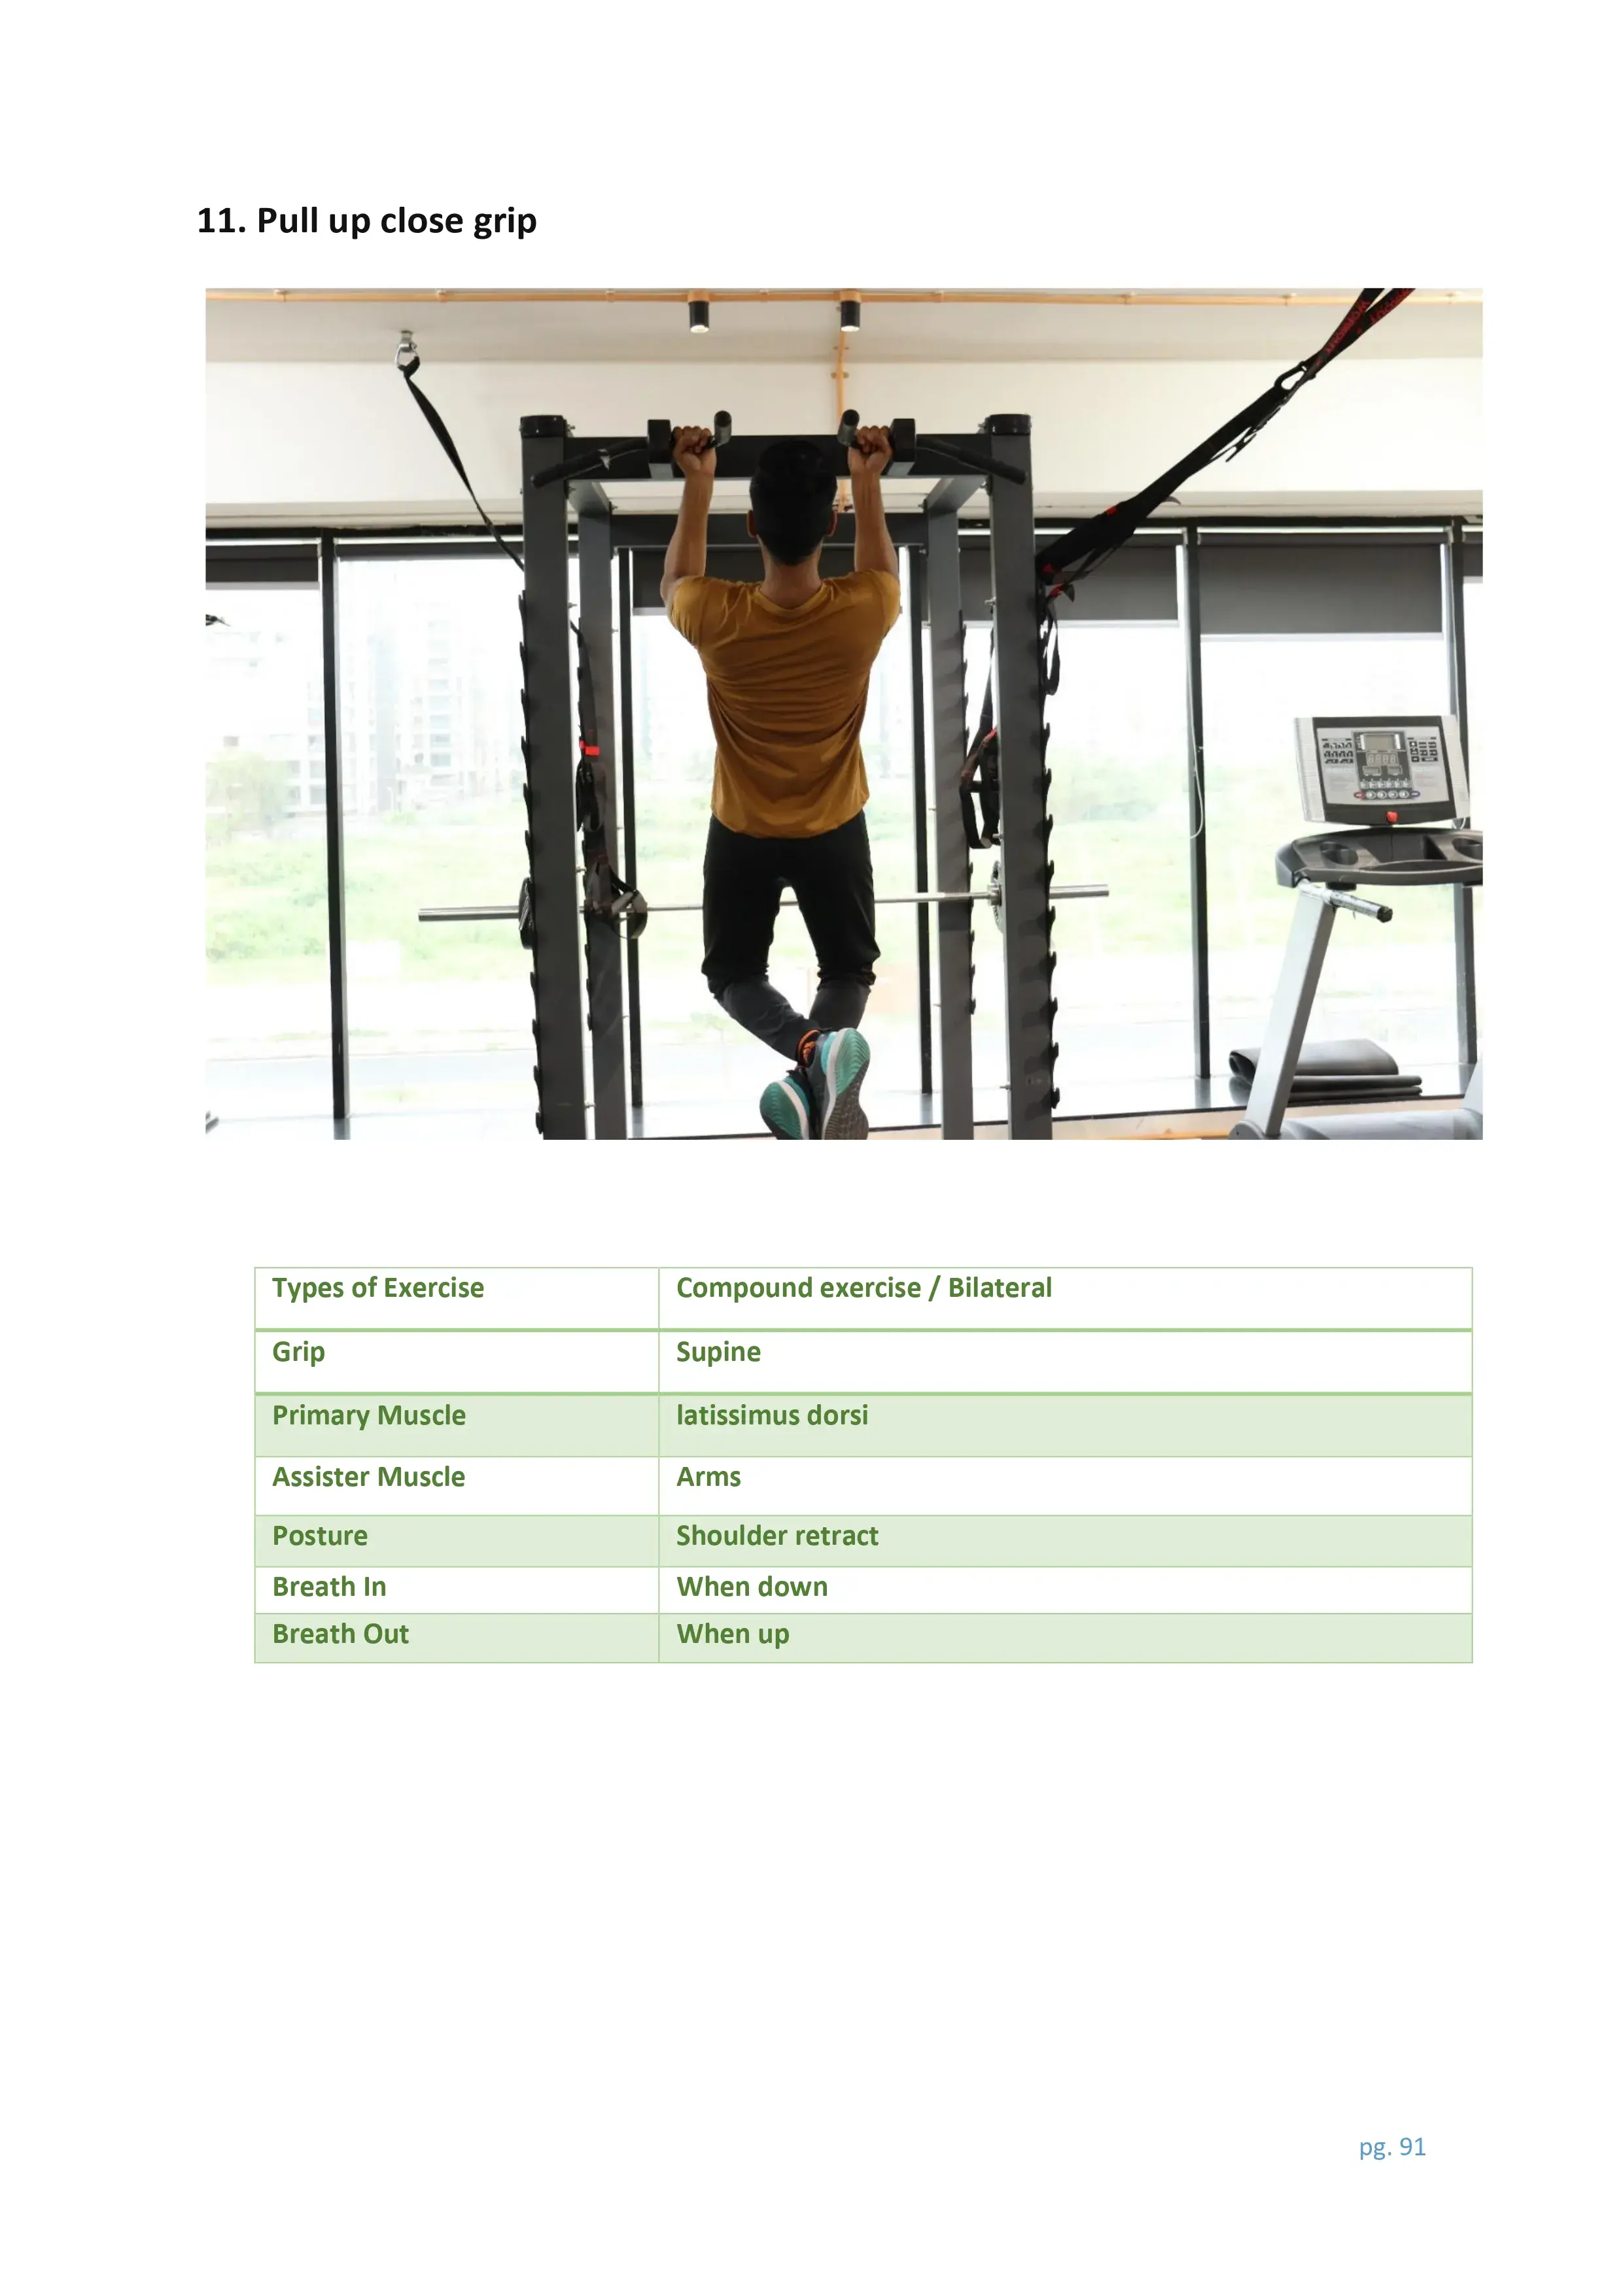 11. Pull up close grip
Types of Exercise Compound exercise / Bilateral
Grip Supine
Primary Muscle latissimus dorsi
Assister Muscle Arms
Posture Shoulder retract
Breath In When down
Breath Out When up
pg. 91